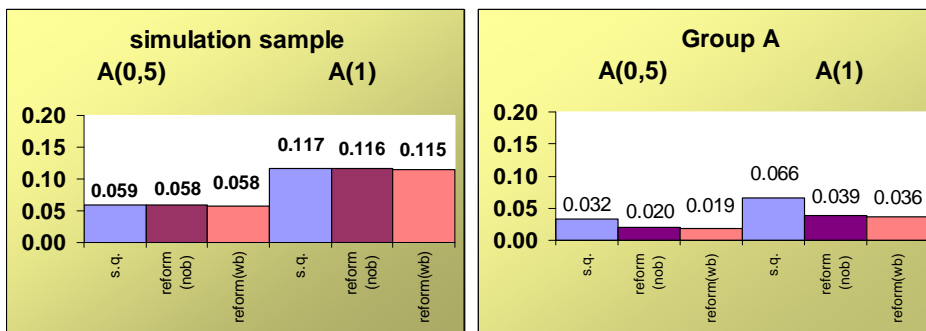 simulation sample
A(0,5) A(1)
0.20
0.15
0.10
0.05
0.00
0.059 0.058 0.058 0.117 0.116 0.115
s.q. reform (nob) reform(wb) s.q. reform (nob) reform(wb)
Group A
A(0,5) A(1)
0.20
0.15
0.10
0.05
0.00
0.032 0.020 0.019 0.066 0.039 0.036
s.q. reform (nob) reform(wb) s.q. reform (nob) reform(wb)